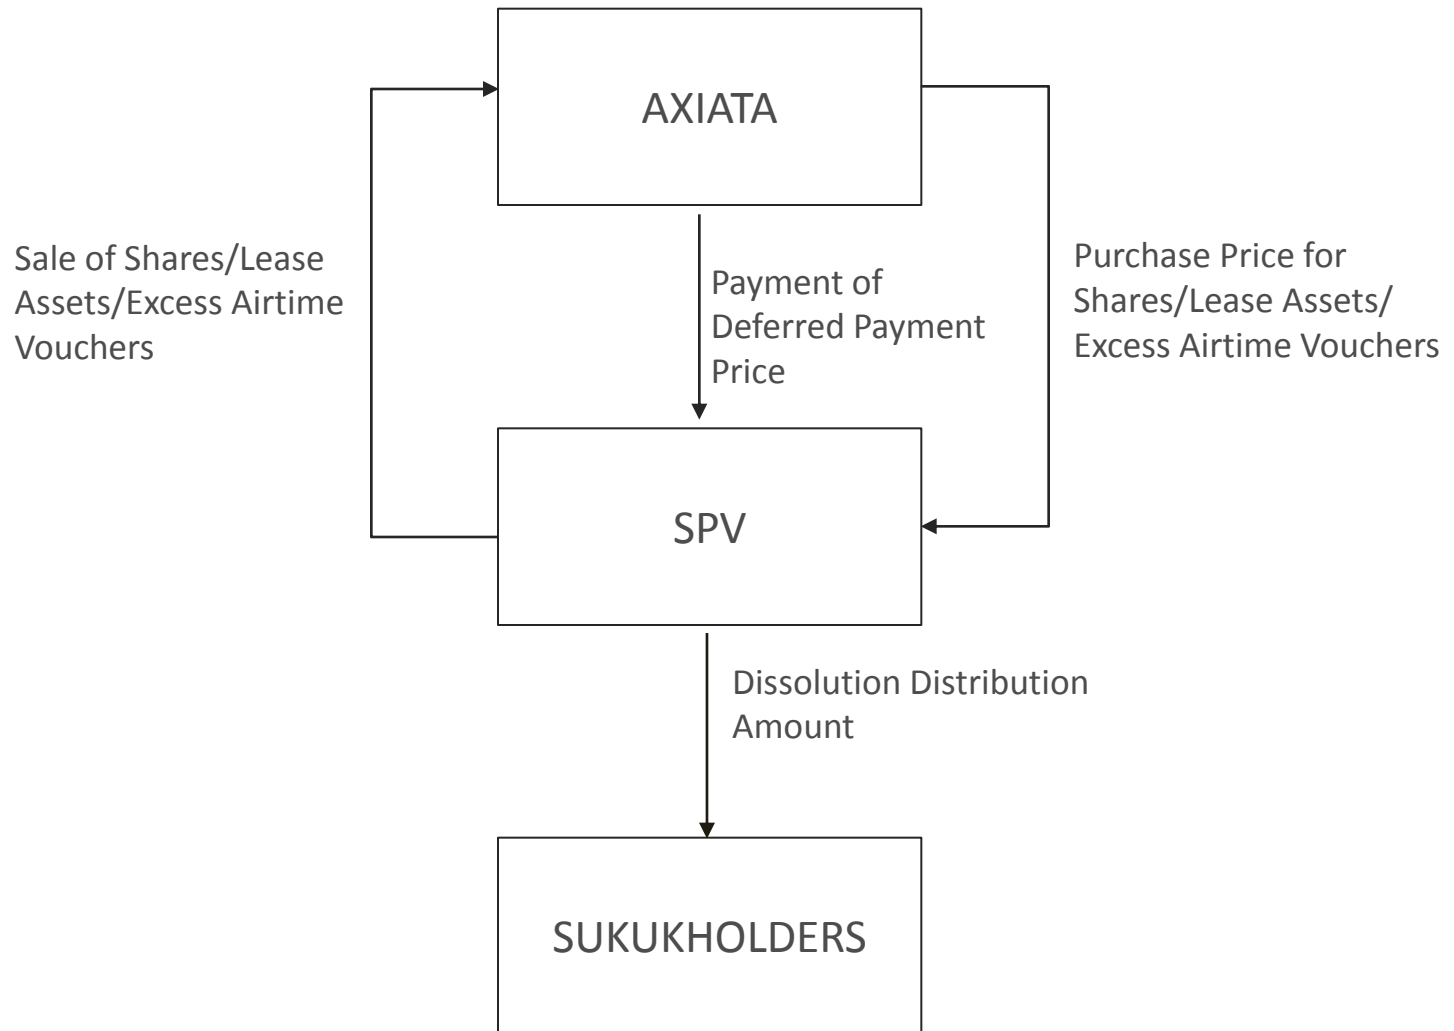 AXIATA
Sale of Shares/Lease
Assets/Excess Airtime
Vouchers
Payment of
Deferred Payment
Price
Purchase Price for
Shares/Lease Assets/
Excess Airtime Vouchers
SPV
Dissolution Distribution
Amount
SUKUKHOLDERS